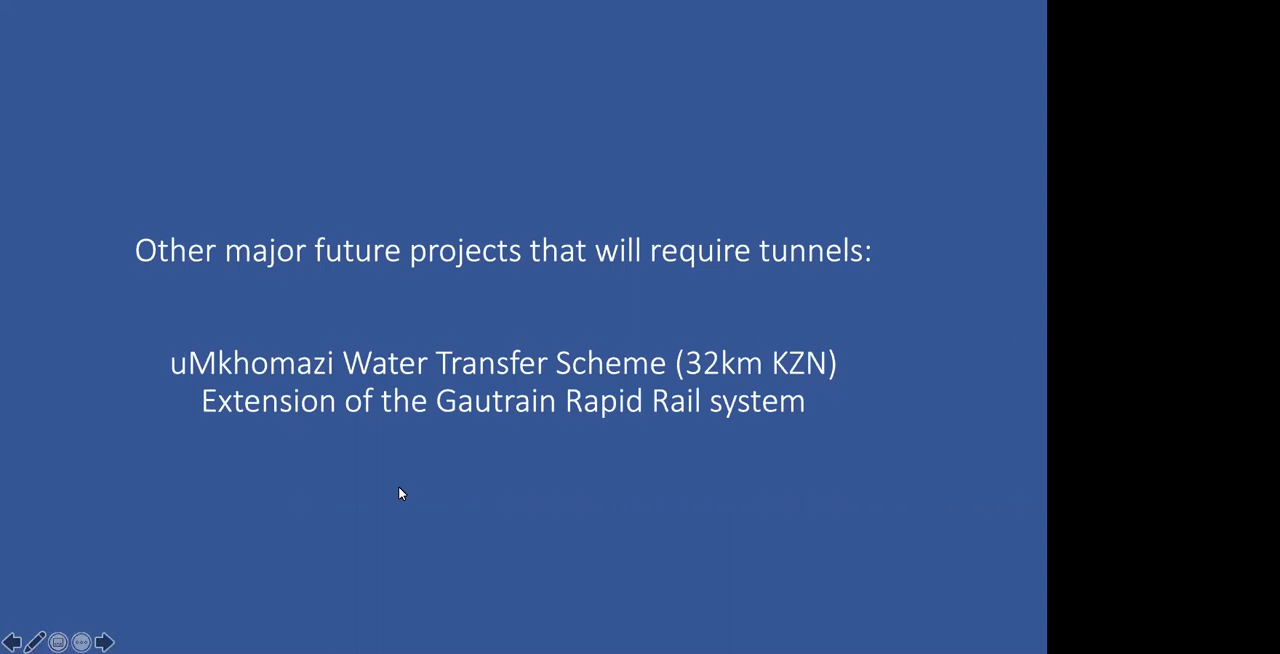 Other major future projects that will require tunnels:
uMkhomazi Water Transfer Scheme (32km KZN)
Extension of the Gautrain Rapid Rail system